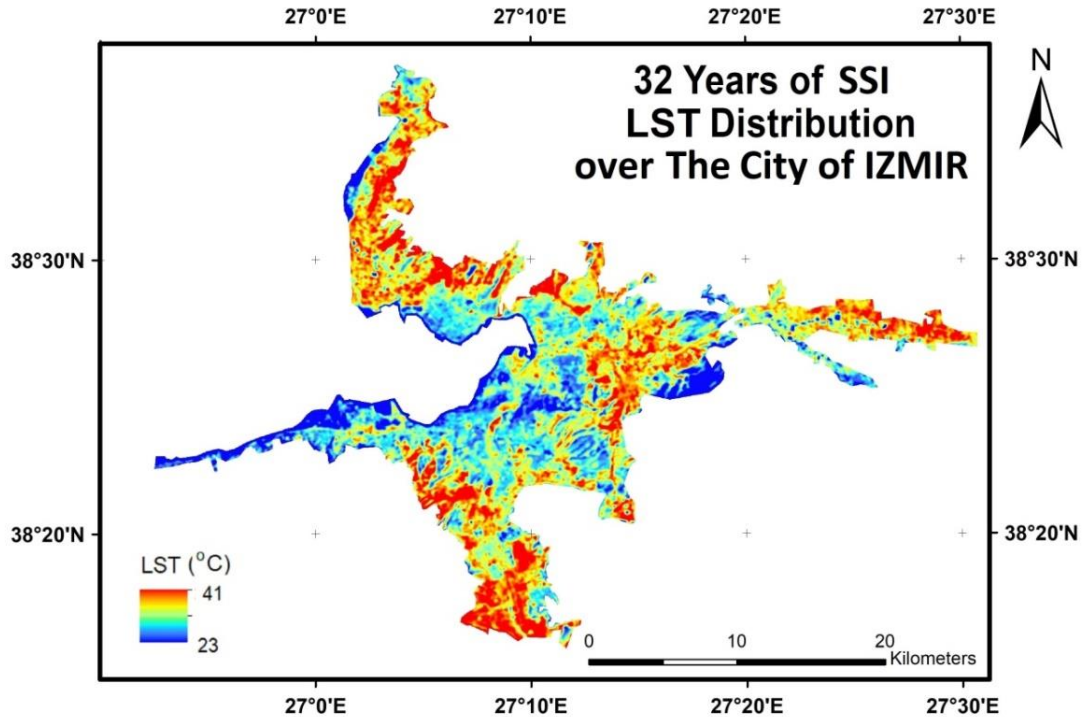 27°0'E 27°10'E 27°20'E 27°30'E
N
32 Years of SSI
LST Distribution
over The City of IZMIR
38°30'N 38°30'N
38°20'N 38°20'N
LST (°C)
41
23
0 10 20
Kilometers
27°0'E 27°10'E 27°20'E 27°30'E